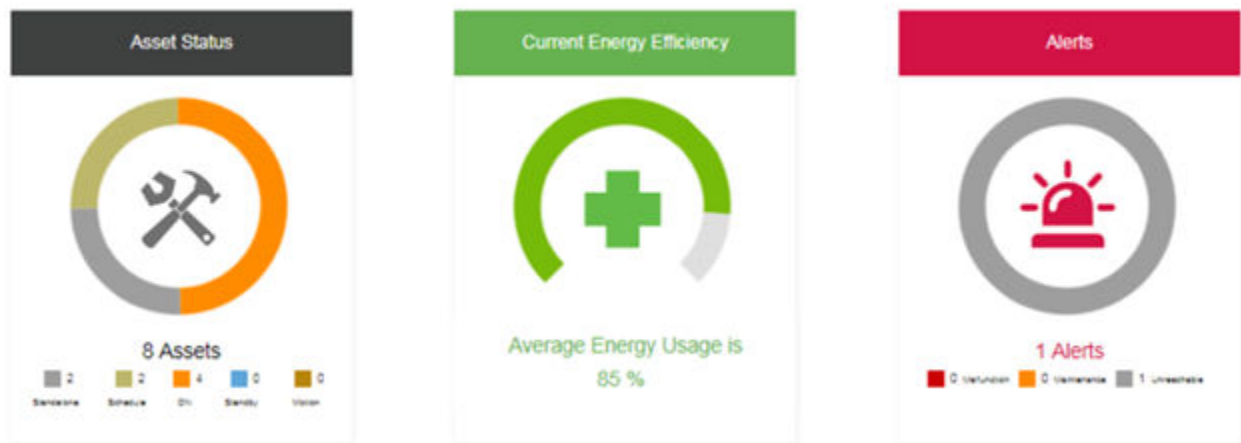 Asset Status
8 Assets
2 2 4 0 0
Standalone Schedule ON Standby Motion
Current Energy Efficiency
Average Energy Usage is
85 %
Alerts
1 Alerts
0 Malfunction 0 Maintenance 1 Unreachable